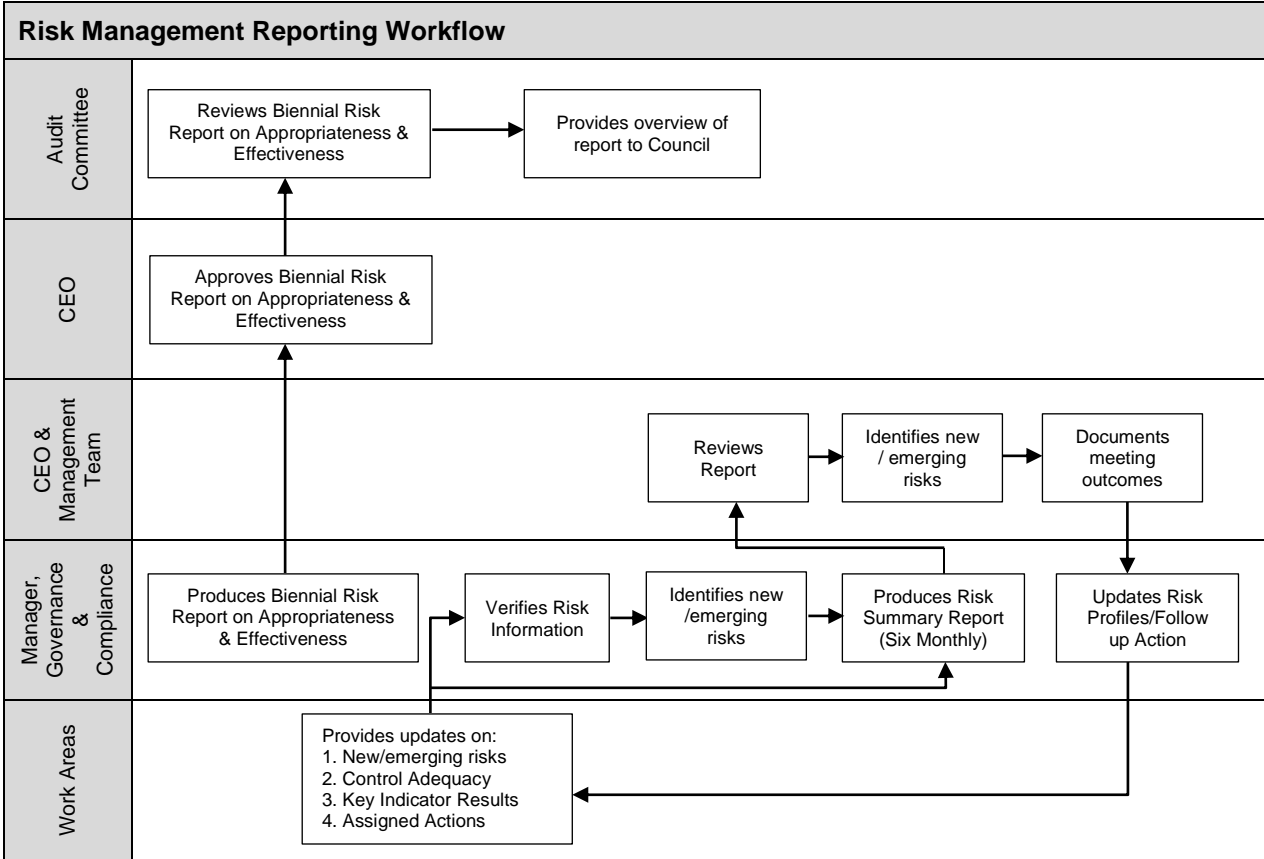 Risk Management Reporting Workflow
Audit
Committee
Reviews Biennial Risk
Report on Appropriateness &
Effectiveness
Provides overview of
report to Council
CEO
Approves Biennial Risk
Report on Appropriateness &
Effectiveness
CEO &
Management
Team
Reviews
Report
Identifies new
/ emerging
risks
Documents
meeting
outcomes
Manager,
Governance
&
Compliance
Produces Biennial Risk
Report on Appropriateness
& Effectiveness
Verifies Risk
Information
Identifies new
/emerging
risks
Produces Risk
Summary Report
(Six Monthly)
Updates Risk
Profiles/Follow
up Action
Work Areas
Provides updates on:
1. New/emerging risks
2. Control Adequacy
3. Key Indicator Results
4. Assigned Actions